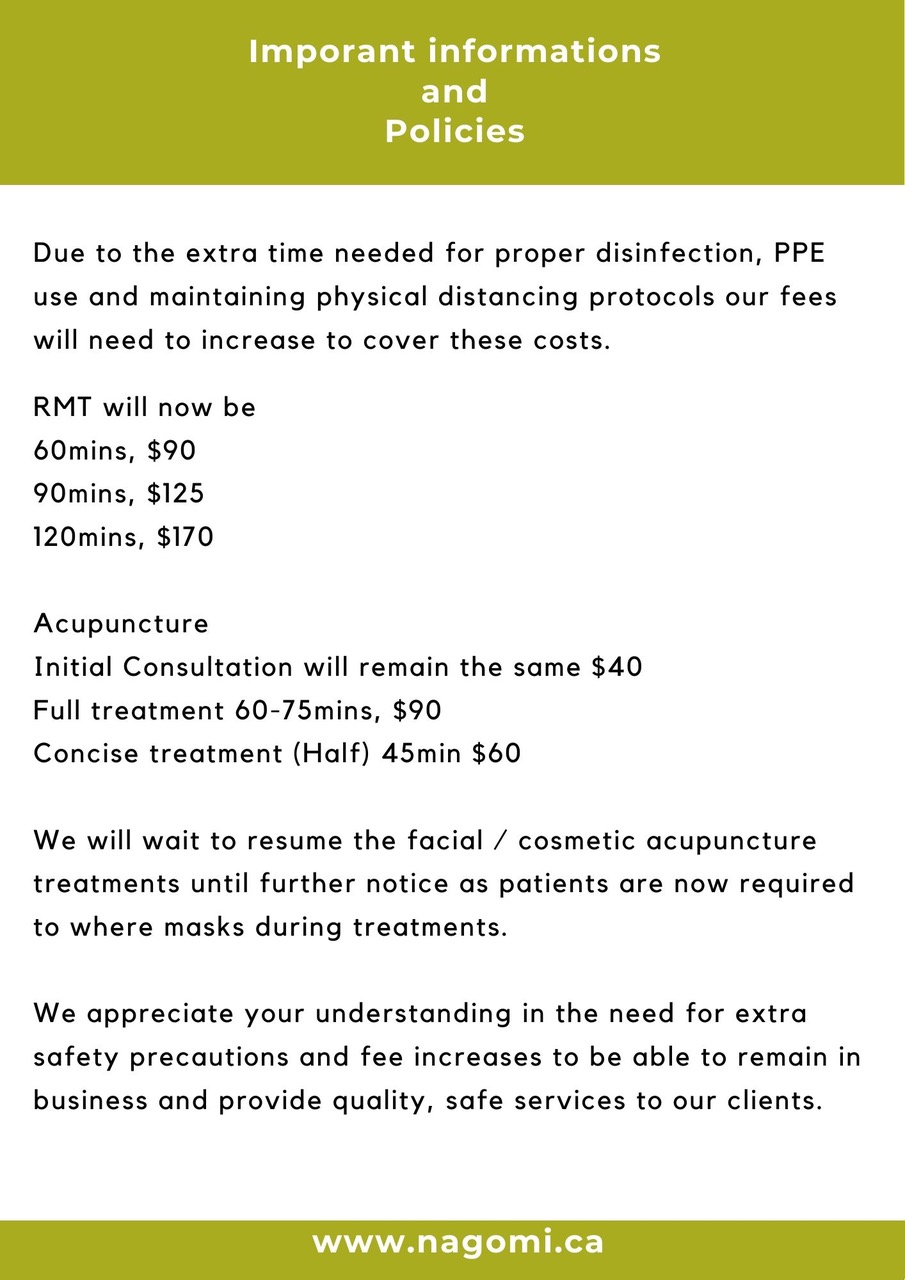 Imporant informations
and
Policies
Due to the extra time needed for proper disinfection, PPE
use and maintaining physical distancing protocols our fees
will need to increase to cover these costs.
RMT will now be
60mins, $90
90mins, $125
120mins, $170
Acupuncture
Initial Consultation will remain the same $40
Full treatment 60-75mins, $90
Concise treatment (Half) 45min $60
We will wait to resume the facial / cosmetic acupuncture
treatments until further notice as patients are now required
to where masks during treatments.
We appreciate your understanding in the need for extra
safety precautions and fee increases to be able to remain in
business and provide quality, safe services to our clients.
www.nagomi.ca